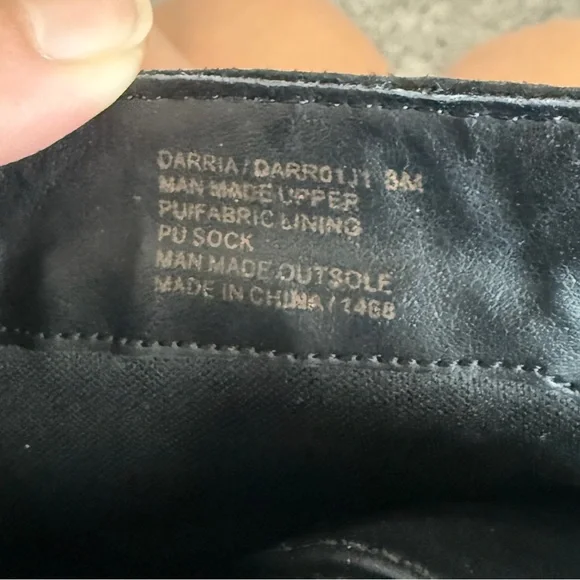 DARRIA / DARR01J1 8M
MAN MADE UPPER
PU/FABRIC LINING
PU SOCK
MAN MADE OUTSOLE
MADE IN CHINA / 1468